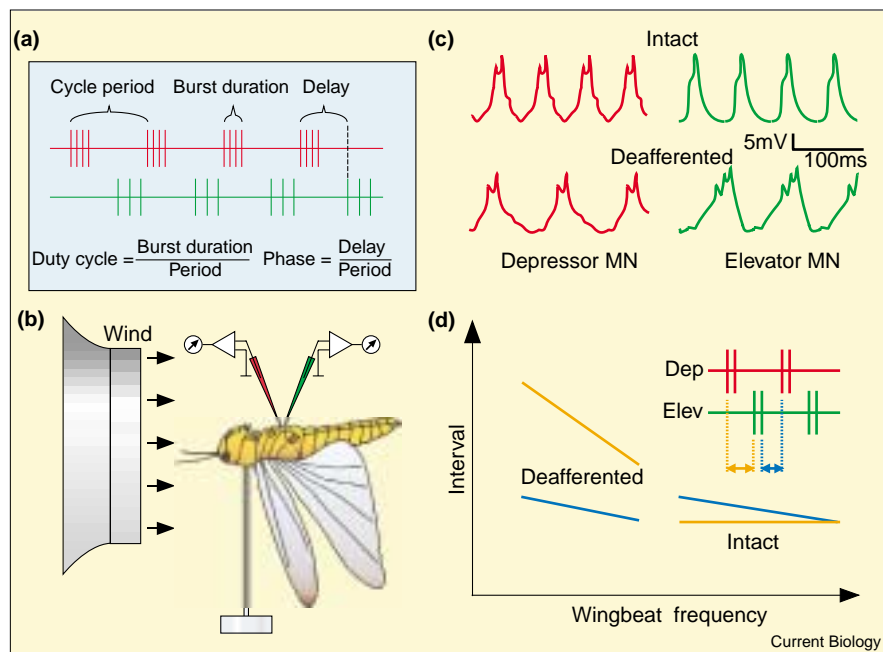 (a)
Cycle period Burst duration Delay
Duty cycle = Burst duration / Period Phase = Delay / Period
(b)
Wind
(c)
Intact
5mV
100ms
Deafferented
Depressor MN Elevator MN
(d)
Interval
Deafferented
Dep
Elev
Intact
Wingbeat frequency
Current Biology